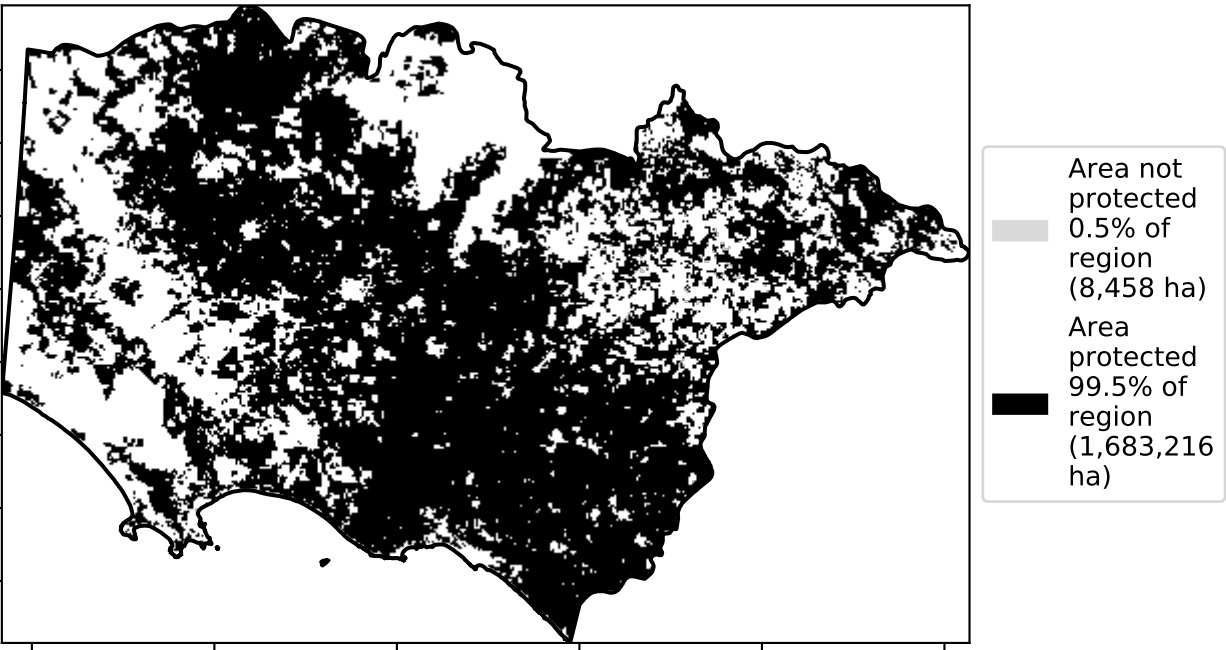 Area not
protected
0.5% of
region
(8,458 ha)
Area
protected
99.5% of
region
(1,683,216
ha)